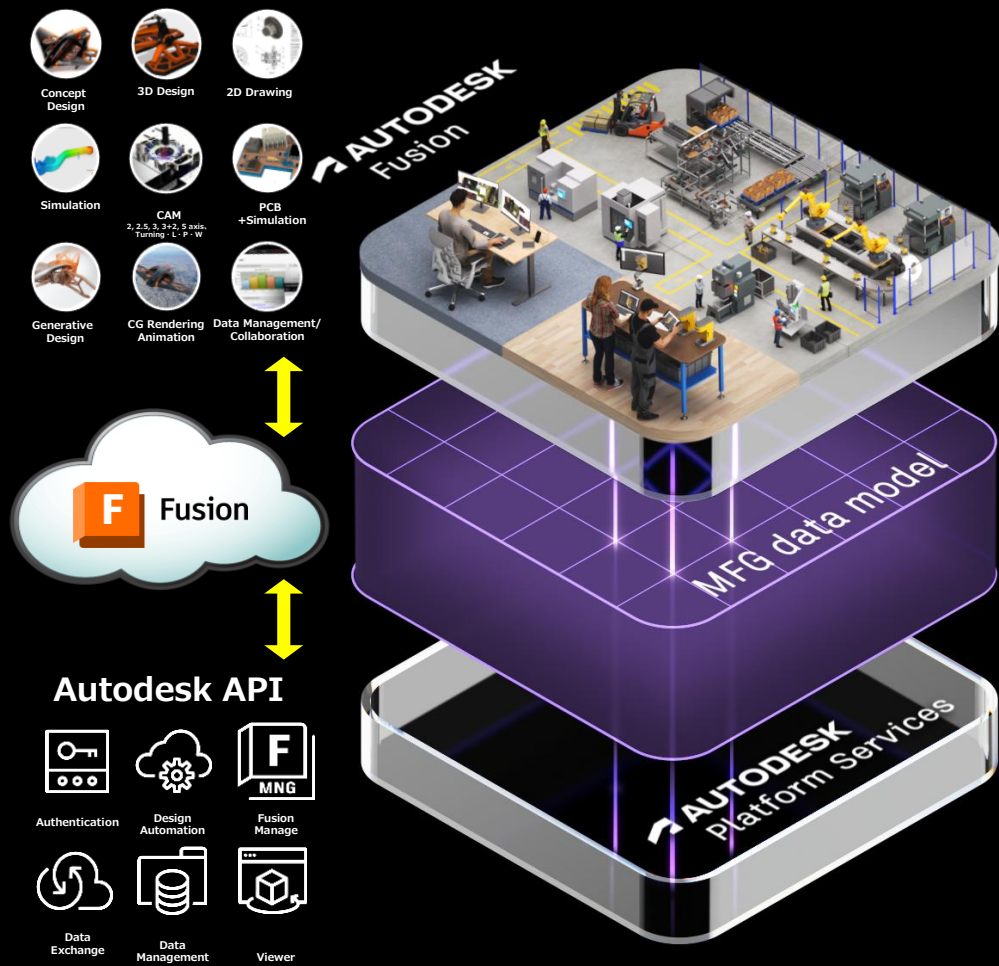 Concept
Design
3D Design
2D Drawing
Simulation
CAM
2, 2.5, 3, 3+2, 5 axis,
Turning · L · P · W
PCB
+Simulation
Generative
Design
CG Rendering
Animation
Data Management/
Collaboration
F Fusion
Autodesk API
Authentication
Design
Automation
F
MNG
Fusion
Manage
Data
Exchange
Data
Management
Viewer
AUTODESK
Fusion
MFG data model
AUTODESK
Platform Services